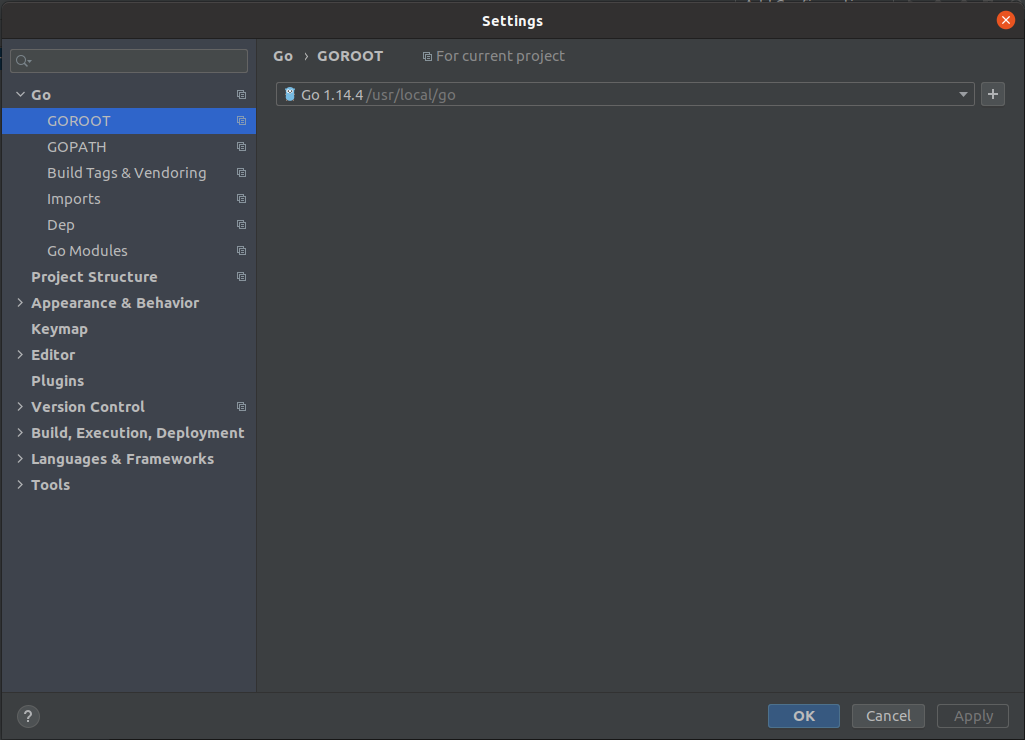 Settings
Go › GOROOT For current project
Go 1.14.4 /usr/local/go
Go
GOROOT
GOPATH
Build Tags & Vendoring
Imports
Dep
Go Modules
Project Structure
Appearance & Behavior
Keymap
Editor
Plugins
Version Control
Build, Execution, Deployment
Languages & Frameworks
Tools
?
OK Cancel Apply